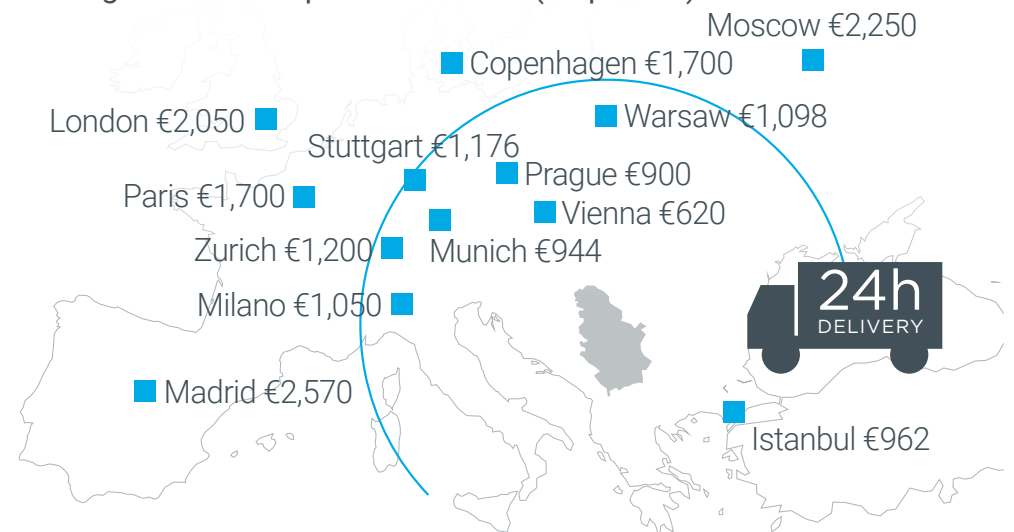 Moscow €2,250
Copenhagen €1,700
London €2,050
Warsaw €1,098
Stuttgart €1,176
Prague €900
Paris €1,700
Vienna €620
Zurich €1,200
Munich €944
24h
DELIVERY
Milano €1,050
Madrid €2,570
Istanbul €962